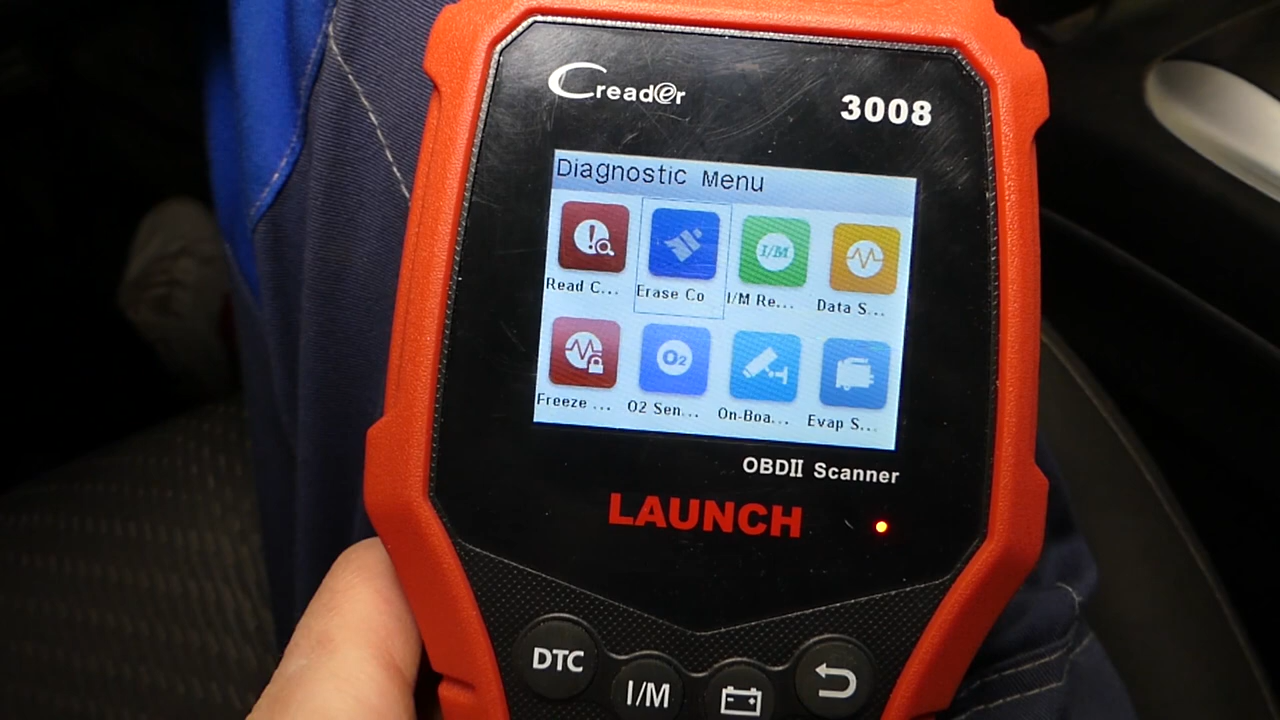 Creader
3008
Diagnostic Menu
Read C...
Erase Co
I/M Re...
Data S...
I/M
Freeze ...
O2 Sen...
On-Boa...
Evap S...
O2
OBDII Scanner
LAUNCH
DTC
I/M